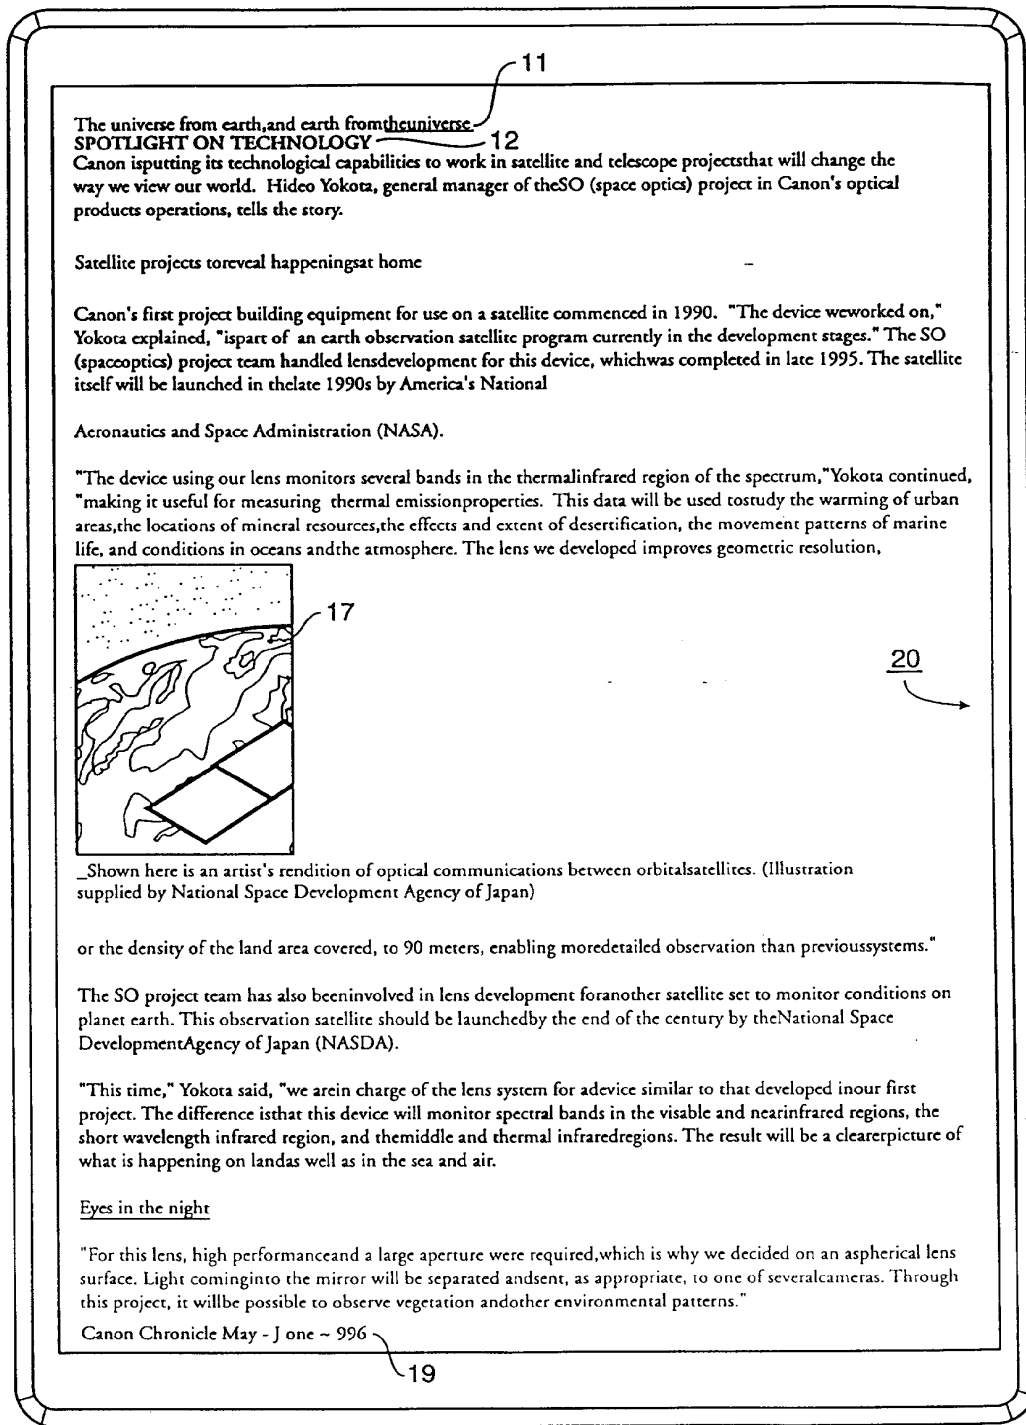 11
The universe from earth,and earth fromtheuniverse
SPOTLIGHT ON TECHNOLOGY 12
Canon isputting its technological capabilities to work in satellite and telescope projectsthat will change the
way we view our world. Hideo Yokota, general manager of theSO (space optics) project in Canon's optical
products operations, tells the story.
Satellite projects toreveal happeningsat home
Canon's first project building equipment for use on a satellite commenced in 1990. "The device weworked on,"
Yokota explained, "ispart of an earth observation satellite program currently in the development stages." The SO
(spaceoptics) project team handled lensdevelopment for this device, whichwas completed in late 1995. The satellite
itself will be launched in thelate 1990s by America's National
Aeronautics and Space Administration (NASA).
"The device using our lens monitors several bands in the thermalinfrared region of the spectrum,"Yokota continued,
"making it useful for measuring thermal emissionproperties. This data will be used tostudy the warming of urban
areas,the locations of mineral resources,the effects and extent of desertification, the movement patterns of marine
life, and conditions in oceans andthe atmosphere. The lens we developed improves geometric resolution,
17
20
_Shown here is an artist's rendition of optical communications between orbitalsatellites. (Illustration
supplied by National Space Development Agency of Japan)
or the density of the land area covered, to 90 meters, enabling moredetailed observation than previoussystems."
The SO project team has also beeninvolved in lens development foranother satellite set to monitor conditions on
planet earth. This observation satellite should be launchedby the end of the century by theNational Space
DevelopmentAgency of Japan (NASDA).
"This time," Yokota said, "we arein charge of the lens system for adevice similar to that developed inour first
project. The difference isthat this device will monitor spectral bands in the visable and nearinfrared regions, the
short wavelength infrared region, and themiddle and thermal infraredregions. The result will be a clearerpicture of
what is happening on landas well as in the sea and air.
Eyes in the night
"For this lens, high performanceand a large aperture were required,which is why we decided on an aspherical lens
surface. Light cominginto the mirror will be separated andsent, as appropriate, to one of severalcameras. Through
this project, it willbe possible to observe vegetation andother environmental patterns."
Canon Chronicle May - J one ~ 996
19